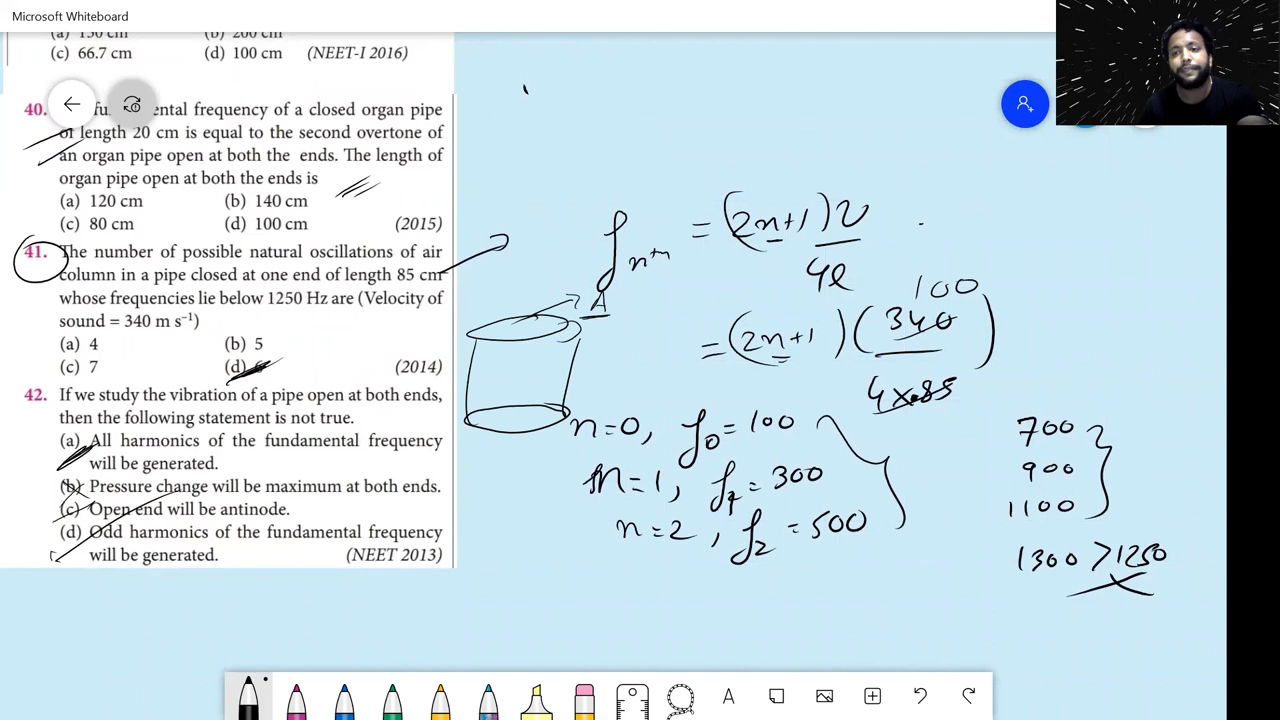 Microsoft Whiteboard
(a) 150 cm (b) 200 cm
(c) 66.7 cm (d) 100 cm (NEET-I 2016)
40. ental frequency of a closed organ pipe
of length 20 cm is equal to the second overtone of
an organ pipe open at both the ends. The length of
organ pipe open at both the ends is
(a) 120 cm (b) 140 cm
(c) 80 cm (d) 100 cm (2015)
41. The number of possible natural oscillations of air
column in a pipe closed at one end of length 85 cm
whose frequencies lie below 1250 Hz are (Velocity of
sound = 340 m s⁻¹)
(a) 4 (b) 5
(c) 7 (d) (2014)
42. If we study the vibration of a pipe open at both ends,
then the following statement is not true.
(a) All harmonics of the fundamental frequency
will be generated.
(b) Pressure change will be maximum at both ends.
(c) Open end will be antinode.
(d) Odd harmonics of the fundamental frequency
will be generated. (NEET 2013)
f nth = (2n+1) v / 4l
A
= (2n+1) (340 / 4×.85) 100
n=0, f0 = 100
n=1, f1 = 300
n=2, f2 = 500
700
900
1100
1300 > 1250
A